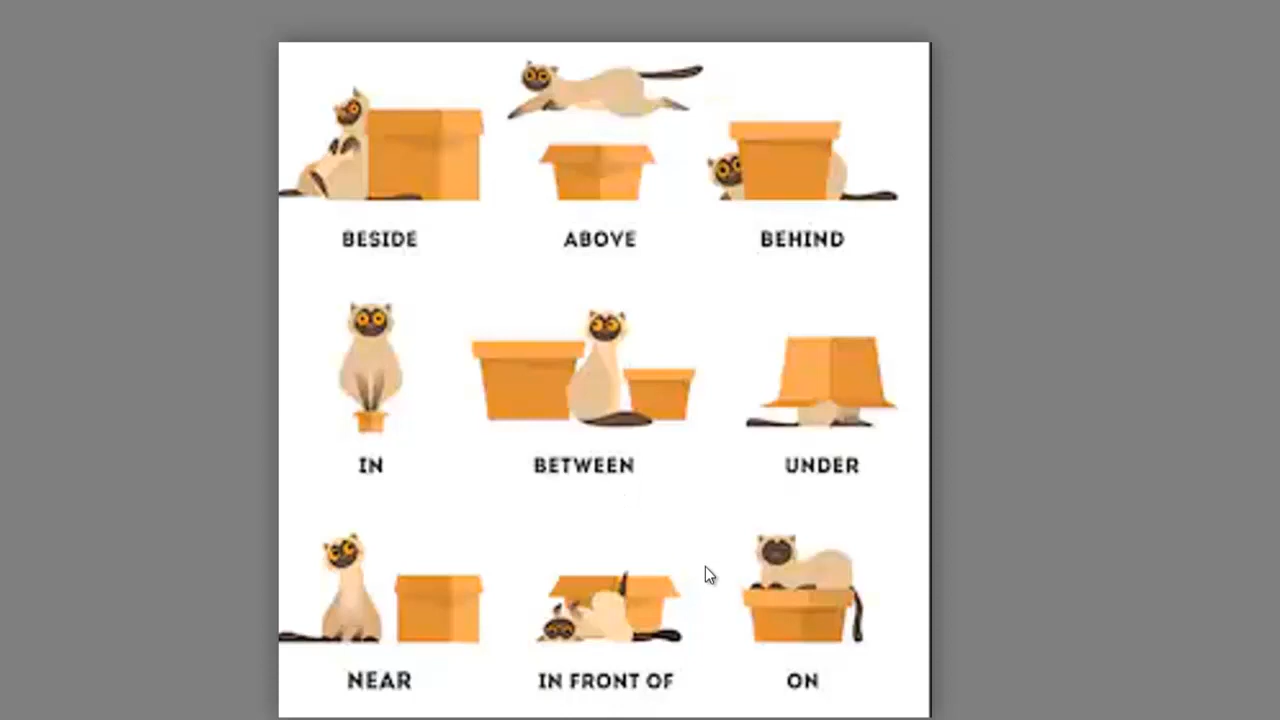 BESIDE
ABOVE
BEHIND
IN
BETWEEN
UNDER
NEAR
IN FRONT OF
ON